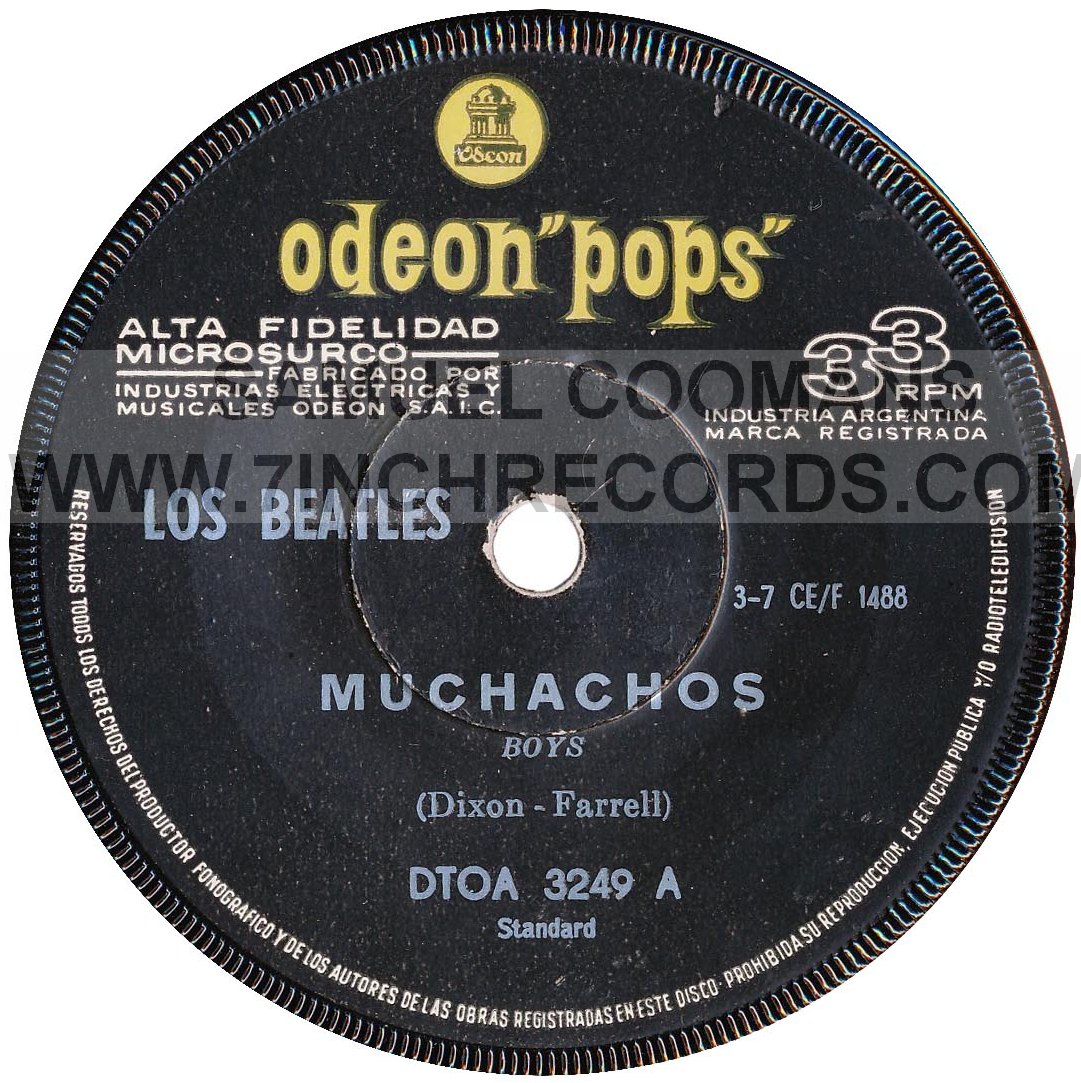 Odeon
odeon "pops"
ALTA FIDELIDAD
MICROSURCO
FABRICADO POR
INDUSTRIAS ELECTRICAS Y
MUSICALES ODEON S.A.I.C.
33
RPM
INDUSTRIA ARGENTINA
MARCA REGISTRADA
SAMUEL COOMANS
WWW.7INCHRECORDS.COM
LOS BEATLES
3-7 CE/F 1488
MUCHACHOS
BOYS
(Dixon - Farrell)
DTOA 3249 A
Standard
RESERVADOS TODOS LOS DERECHOS DEL PRODUCTOR FONOGRAFICO Y DE LOS AUTORES DE LAS OBRAS REGISTRADAS EN ESTE DISCO · PROHIBIDA SU REPRODUCCION, EJECUCION PUBLICA Y/O RADIOTELEDIFUSION